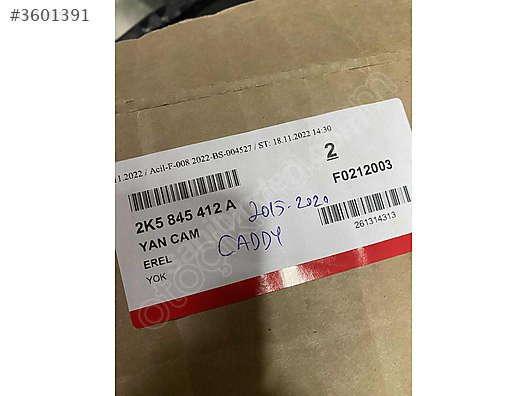 #3601391
11.2022 / Acil-F-008 2022-BS-004527 / ST: 18.11.2022 14:30
2
2K5 845 412 A
F0212003
YAN CAM
2015-2020
EREL
CADDY
261314313
YOK